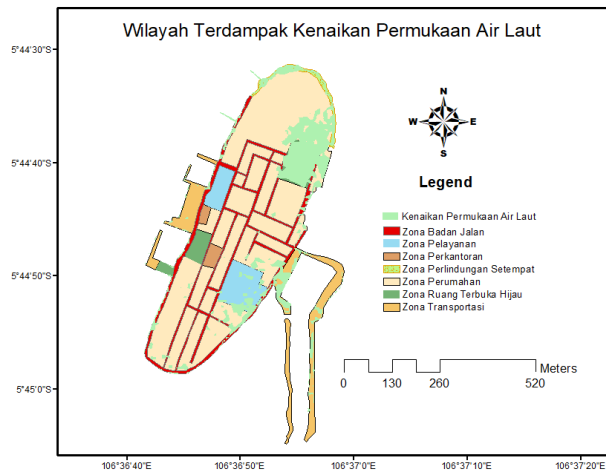 Wilayah Terdampak Kenaikan Permukaan Air Laut
5°44'30"S
5°44'40"S
5°44'50"S
5°45'0"S
N
W E
S
Legend
Kenaikan Permukaan Air Laut
Zona Badan Jalan
Zona Pelayanan
Zona Perkantoran
Zona Perlindungan Setempat
Zona Perumahan
Zona Ruang Terbuka Hijau
Zona Transportasi
Meters
0 130 260 520
106°36'40"E 106°36'50"E 106°37'0"E 106°37'10"E 106°37'20"E